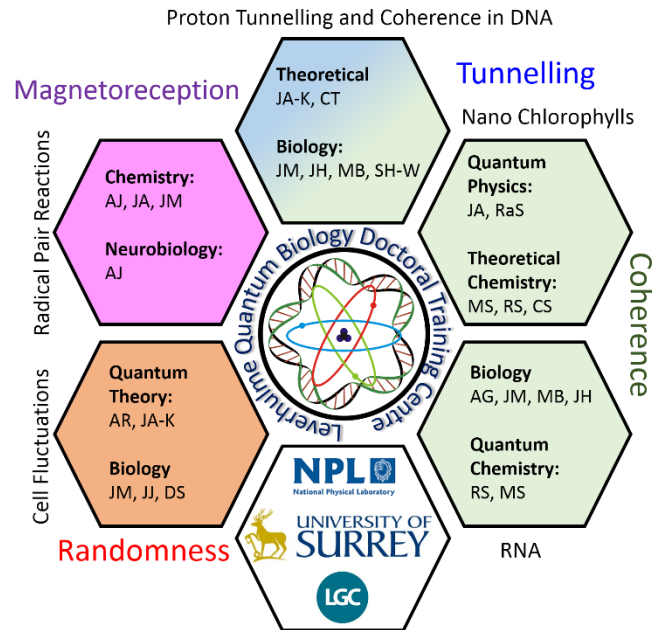 Proton Tunnelling and Coherence in DNA
Magnetoreception
Tunnelling
Theoretical
JA-K, CT
Biology:
JM, JH, MB, SH-W
Nano Chlorophylls
Radical Pair Reactions
Chemistry:
AJ, JA, JM
Neurobiology:
AJ
Quantum
Physics:
JA, RaS
Theoretical
Chemistry:
MS, RS, CS
Coherence
Leverhulme Quantum Biology Doctoral Training Centre
Cell Fluctuations
Quantum
Theory:
AR, JA-K
Biology
JM, JJ, DS
Randomness
Biology
AG, JM, MB, JH
Quantum
Chemistry:
RS, MS
RNA
NPL
National Physical Laboratory
UNIVERSITY OF
SURREY
LGC